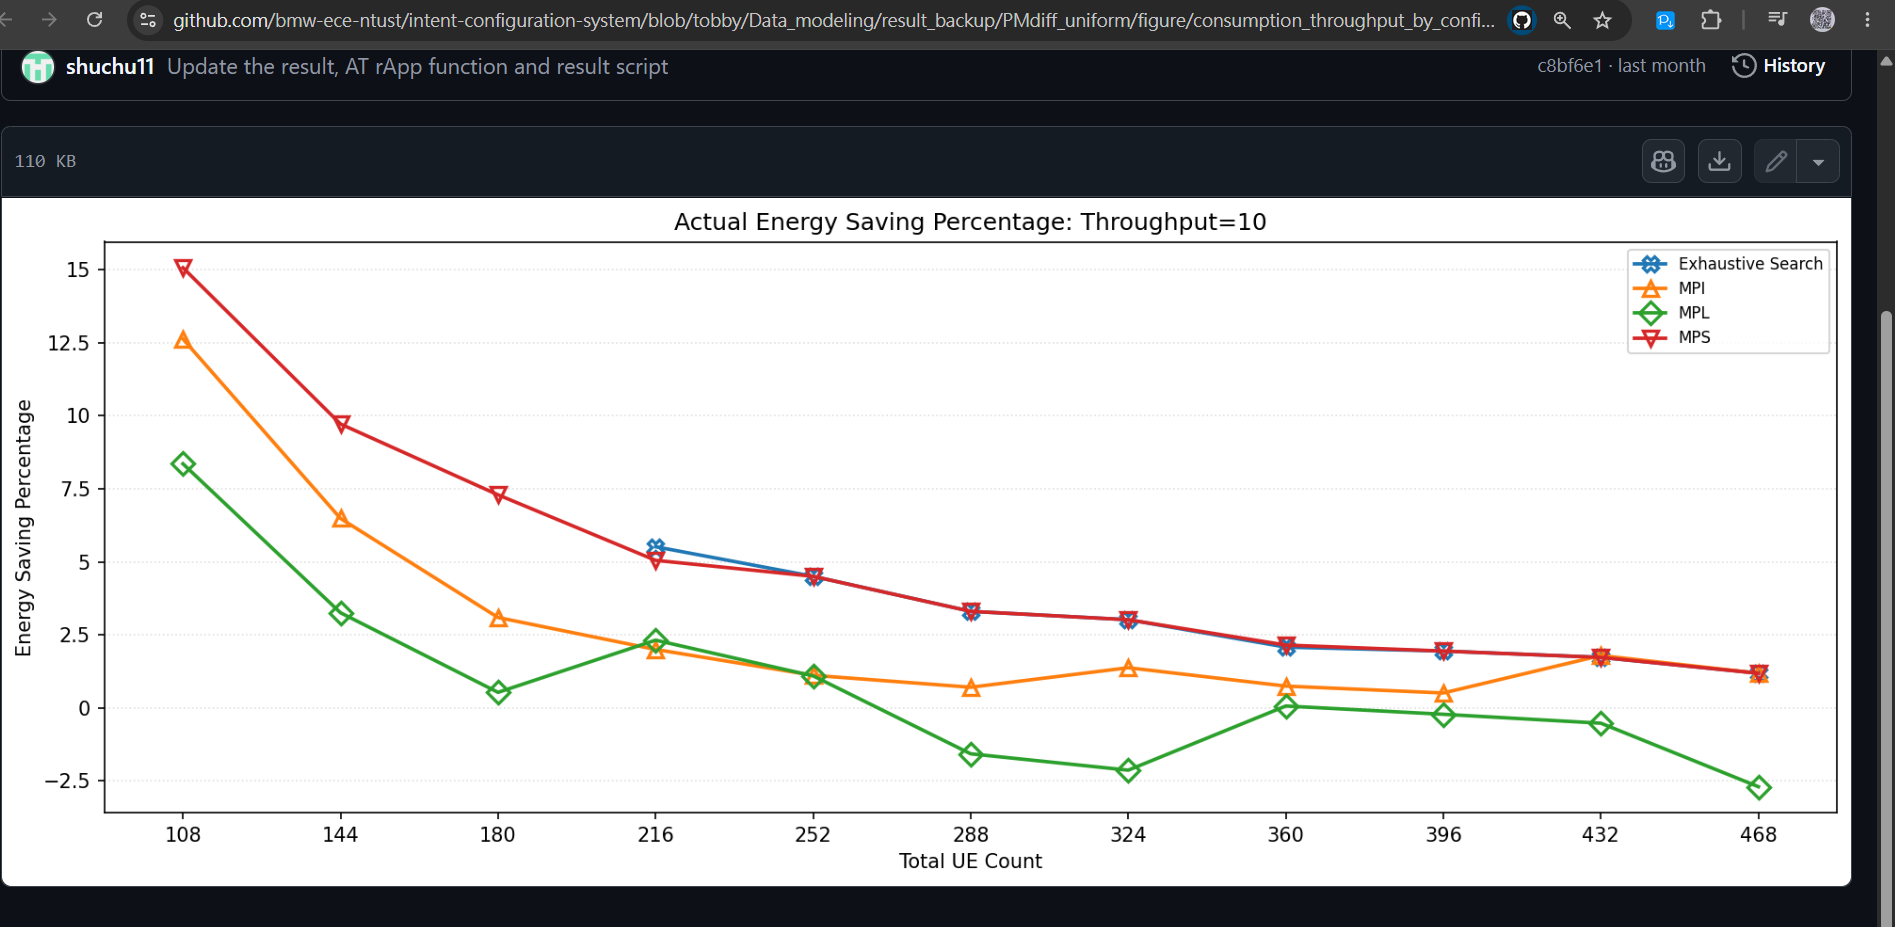 github.com/bmw-ece-ntust/intent-configuration-system/blob/tobby/Data_modeling/result_backup/PMdiff_uniform/figure/consumption_throughput_by_confi...
shuchu11 Update the result, AT rApp function and result script
c8bf6e1 · last month
History
110 KB
Actual Energy Saving Percentage: Throughput=10
Exhaustive Search
MPI
MPL
MPS
Energy Saving Percentage
15
12.5
10
7.5
5
2.5
0
−2.5
108 144 180 216 252 288 324 360 396 432 468
Total UE Count